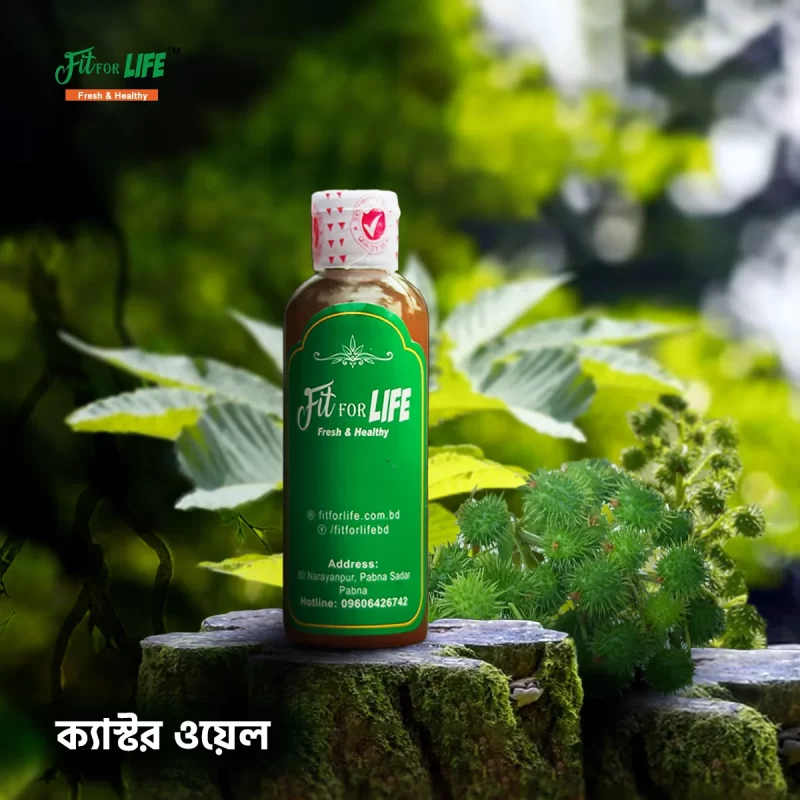 Fit FOR LIFE™
Fresh & Healthy
Fit FOR LIFE
Fresh & Healthy
fitforlife.com.bd
/fitforlifebd
Address:
Narayanpur, Pabna Sadar
Pabna
Hotline: 09606426742
ক্যাস্টর ওয়েল